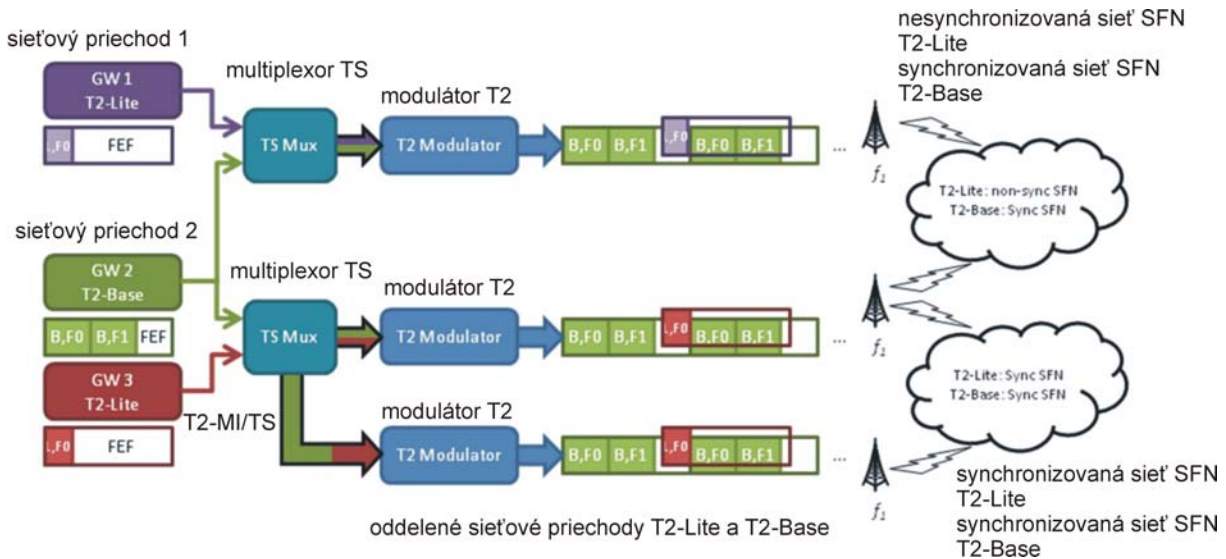 nesynchronizovaná sieť SFN
T2-Lite
synchronizovaná sieť SFN
T2-Base
sieťový priechod 1
GW 1
T2-Lite
multiplexor TS
modulátor T2
L,F0
FEF
TS Mux
T2 Modulator
B,F0
B,F1
L,F0
B,F0
B,F1
...
f1
T2-Lite: non-sync SFN
T2-Base: Sync SFN
sieťový priechod 2
GW 2
T2-Base
multiplexor TS
modulátor T2
B,F0
B,F1
FEF
TS Mux
T2 Modulator
B,F0
B,F1
L,F0
B,F0
B,F1
...
f1
GW 3
T2-Lite
T2-Lite: Sync SFN
T2-Base: Sync SFN
T2-MI/TS
modulátor T2
L,F0
FEF
T2 Modulator
B,F0
B,F1
L,F0
B,F0
B,F1
...
f1
oddelené sieťové priechody T2-Lite a T2-Base
synchronizovaná sieť SFN
T2-Lite
synchronizovaná sieť SFN
T2-Base